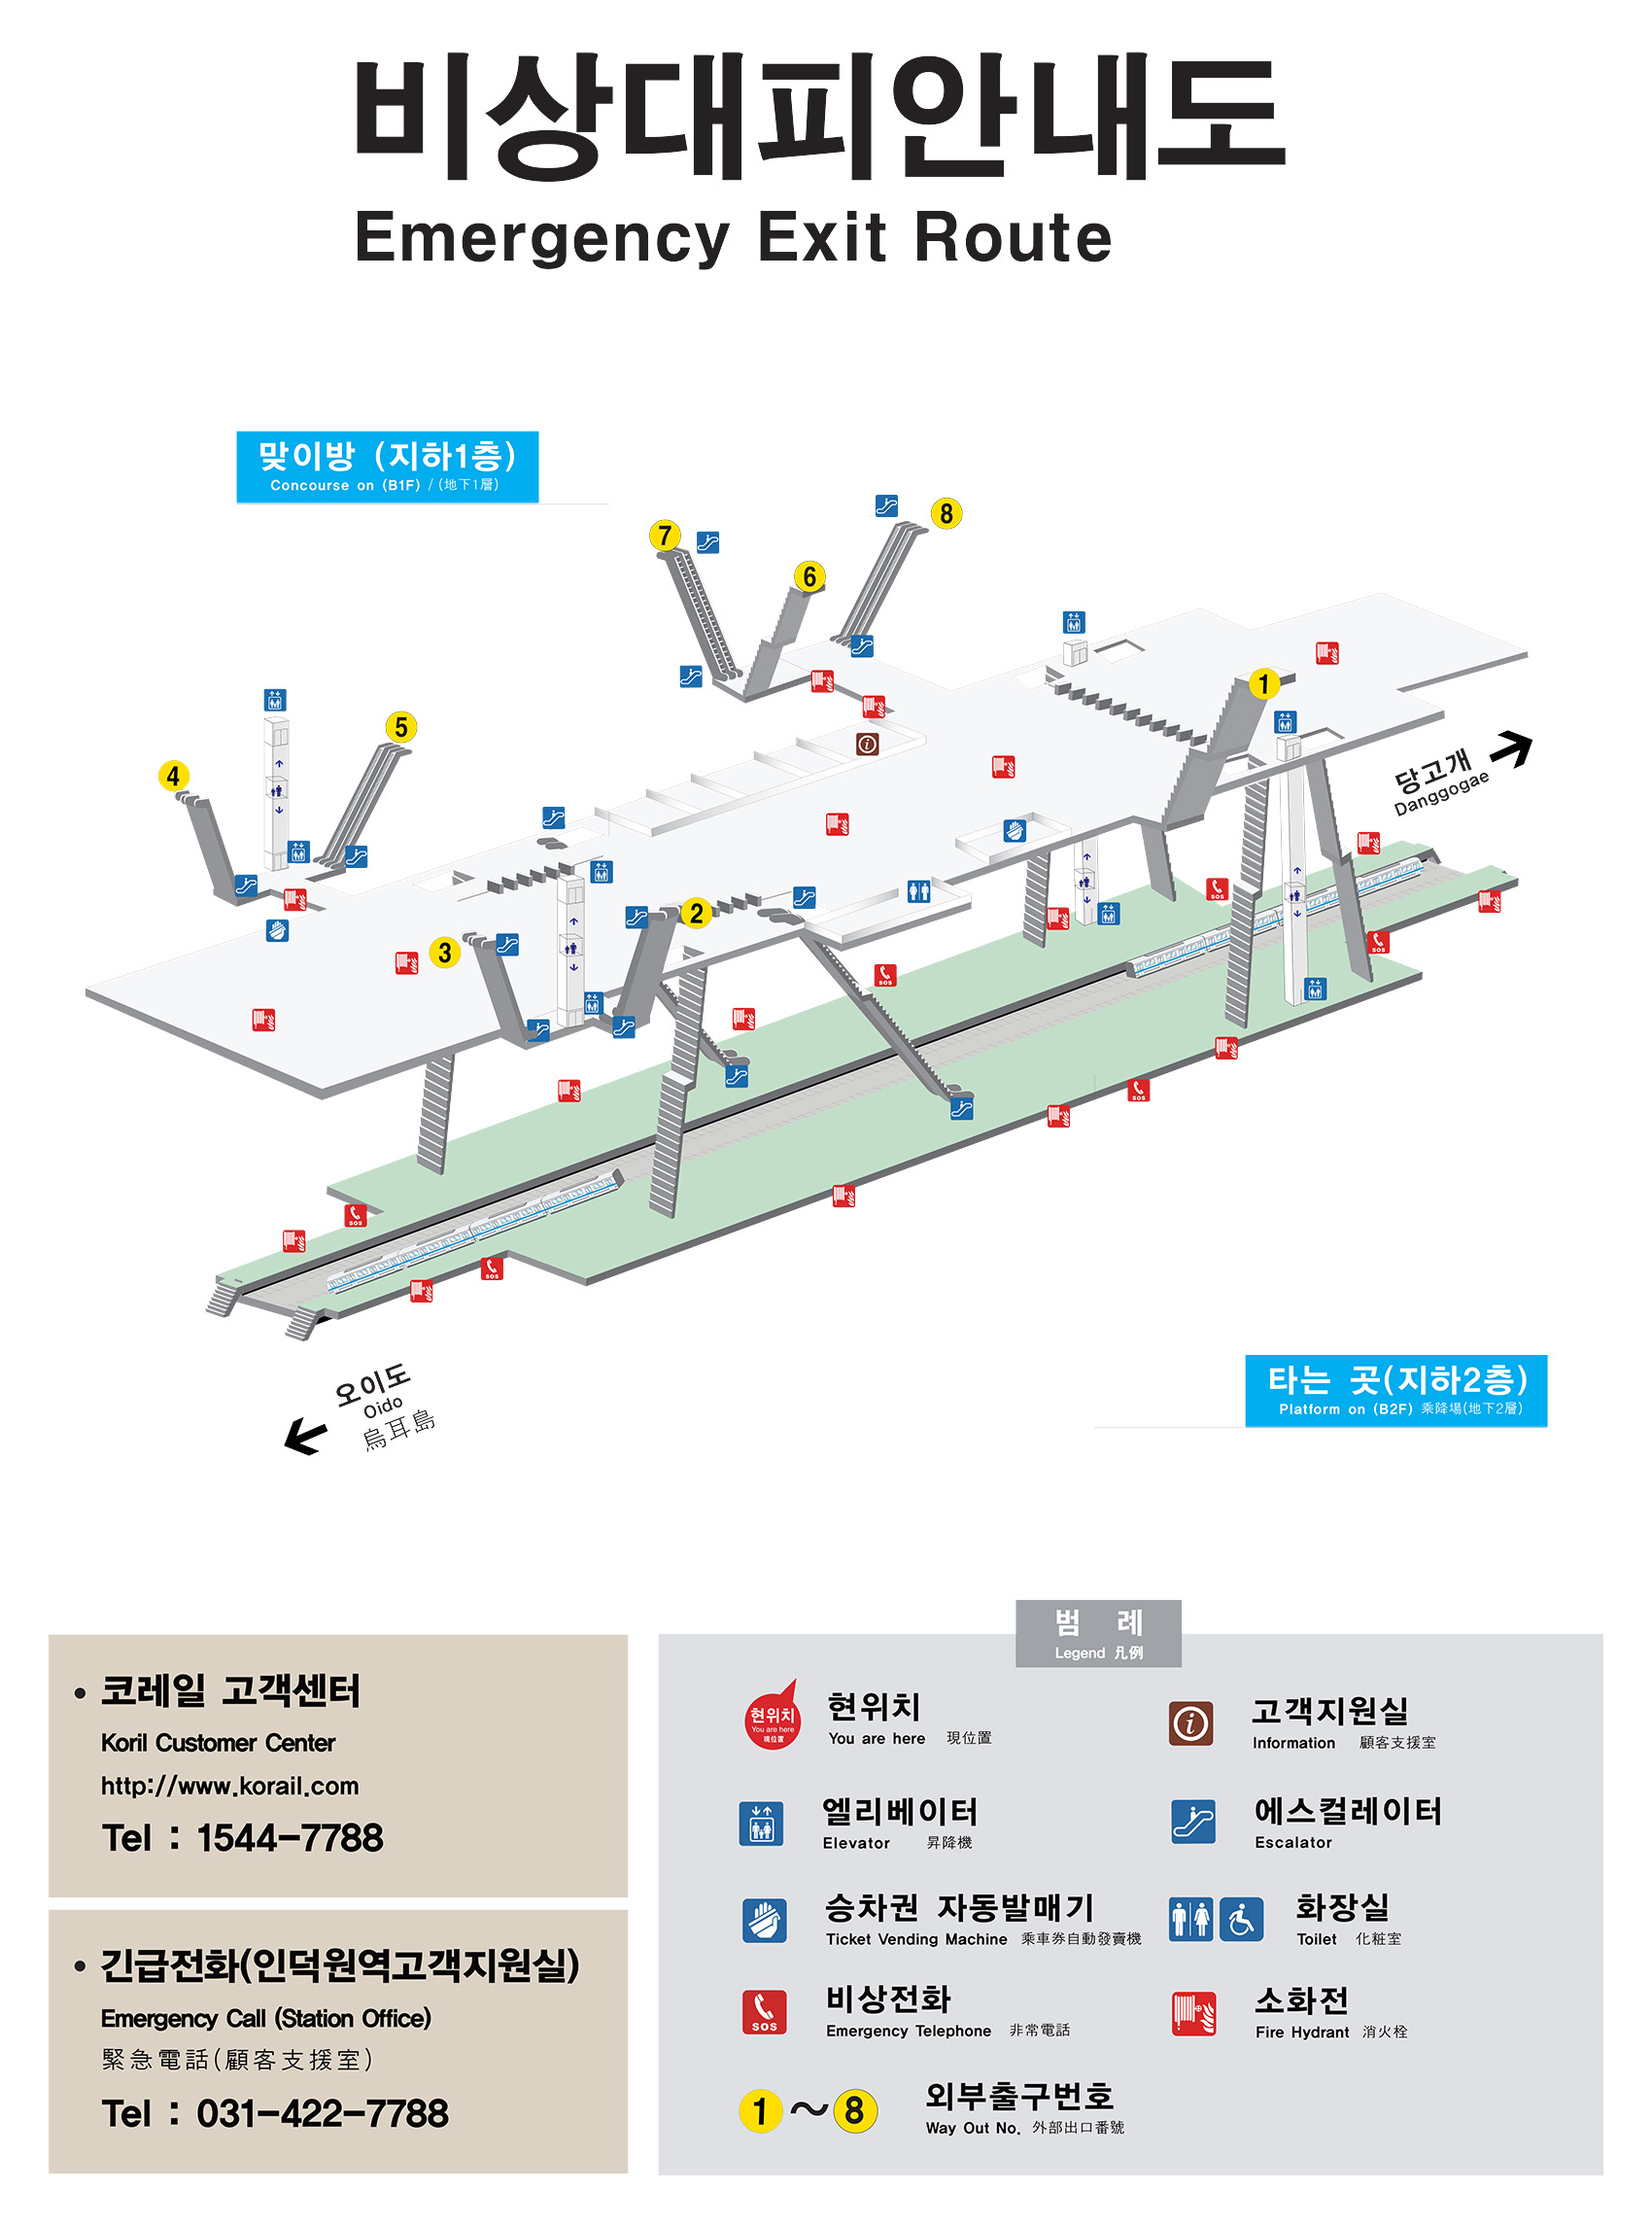 비상대피안내도
Emergency Exit Route
맞이방 (지하1층)
Concourse on (B1F) / (地下1層)
7
8
6
1
5
4
2
3
당고개
Danggogae
오이도
Oido
烏耳島
타는 곳(지하2층)
Platform on (B2F) 乘降場(地下2層)
SOS
SOS
SOS
SOS
SOS
SOS
범 례
Legend 凡例
• 코레일 고객센터
Koril Customer Center
http://www.korail.com
Tel : 1544-7788
• 긴급전화(인덕원역고객지원실)
Emergency Call (Station Office)
緊急電話(顧客支援室)
Tel : 031-422-7788
현위치
You are here
現位置
현위치
You are here 現位置
고객지원실
Information 顧客支援室
엘리베이터
Elevator 昇降機
에스컬레이터
Escalator
승차권 자동발매기
Ticket Vending Machine 乘車券自動發賣機
화장실
Toilet 化粧室
SOS
비상전화
Emergency Telephone 非常電話
소화전
Fire Hydrant 消火栓
1~8
외부출구번호
Way Out No. 外部出口番號